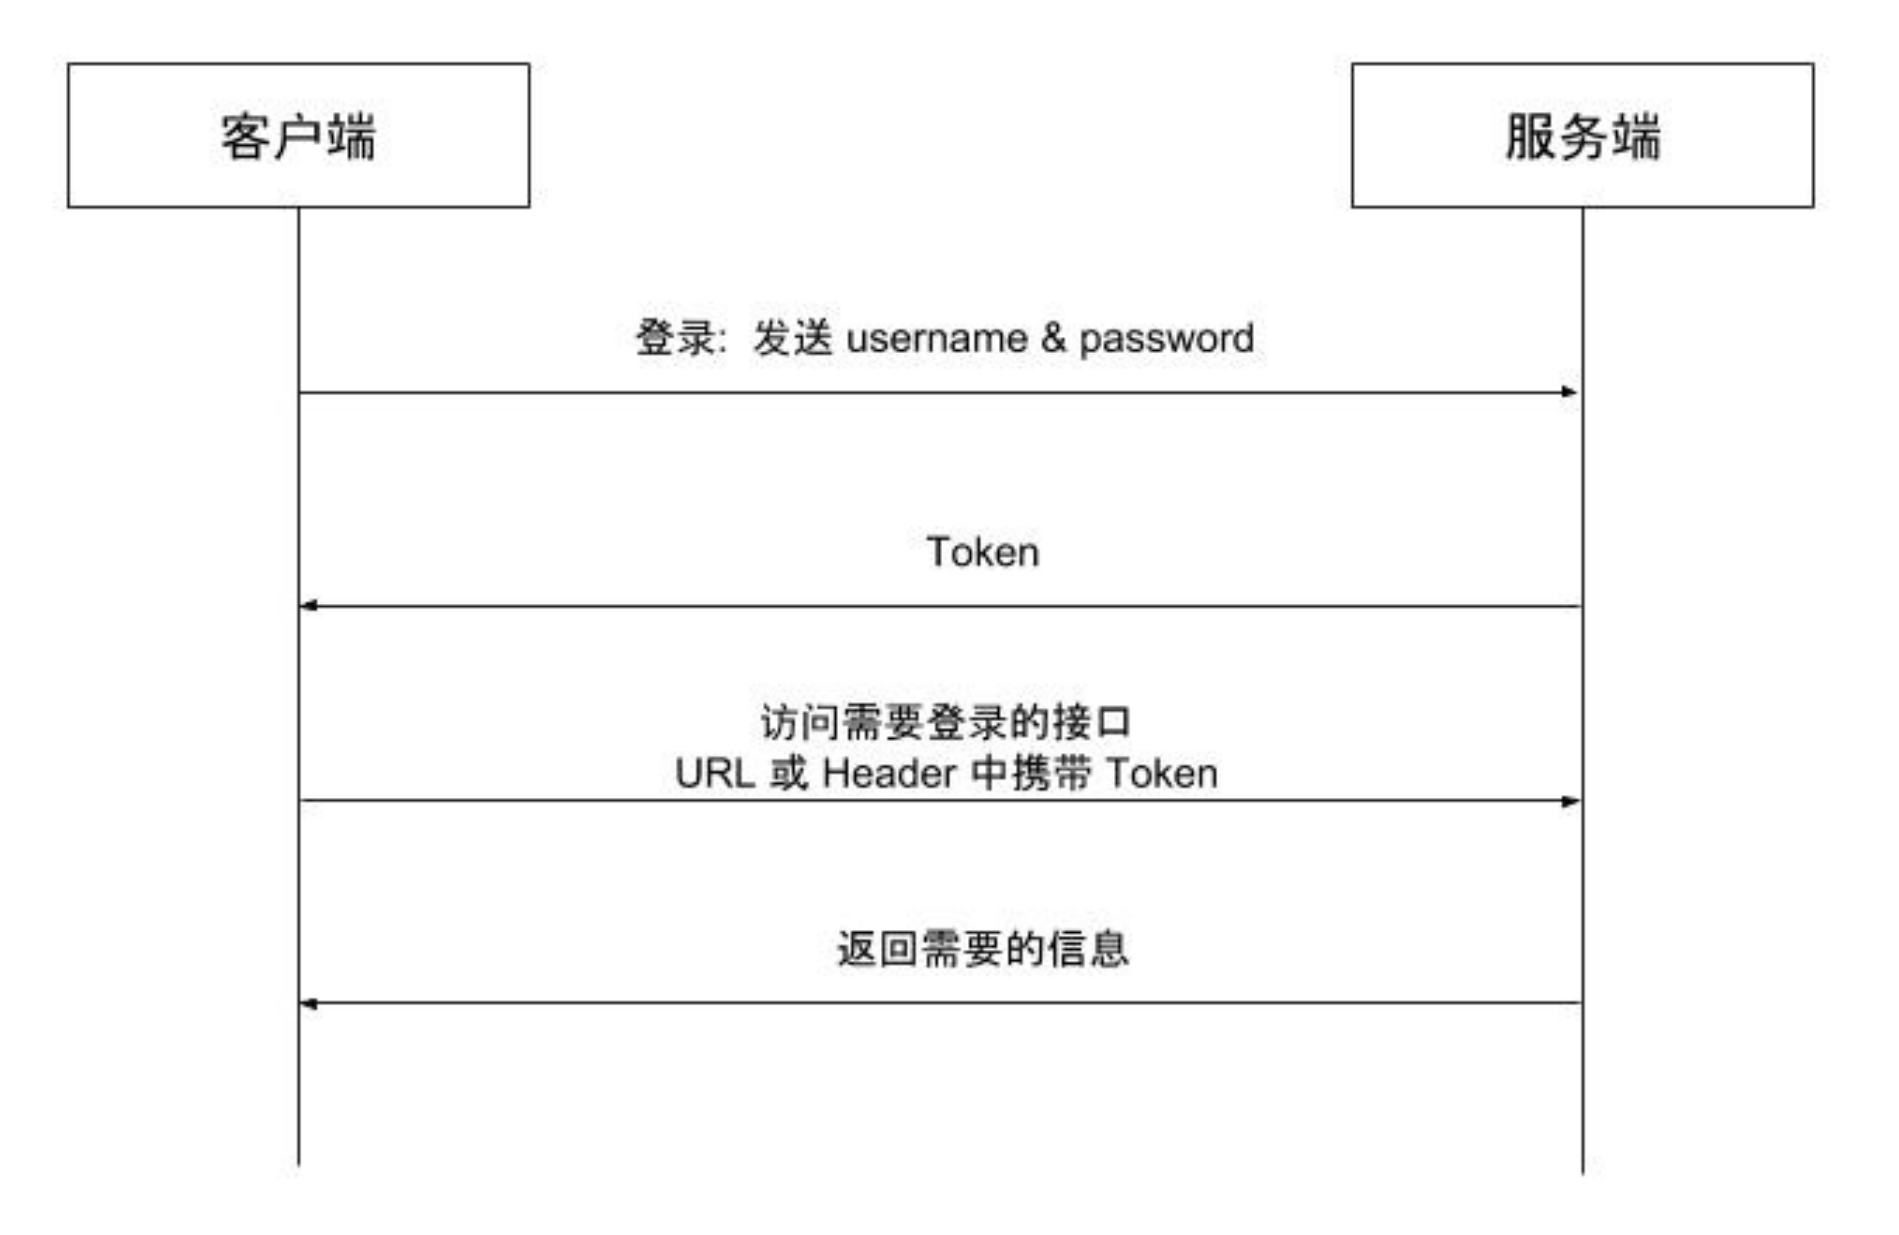 客户端
服务端
登录: 发送 username & password
Token
访问需要登录的接口
URL 或 Header 中携带 Token
返回需要的信息